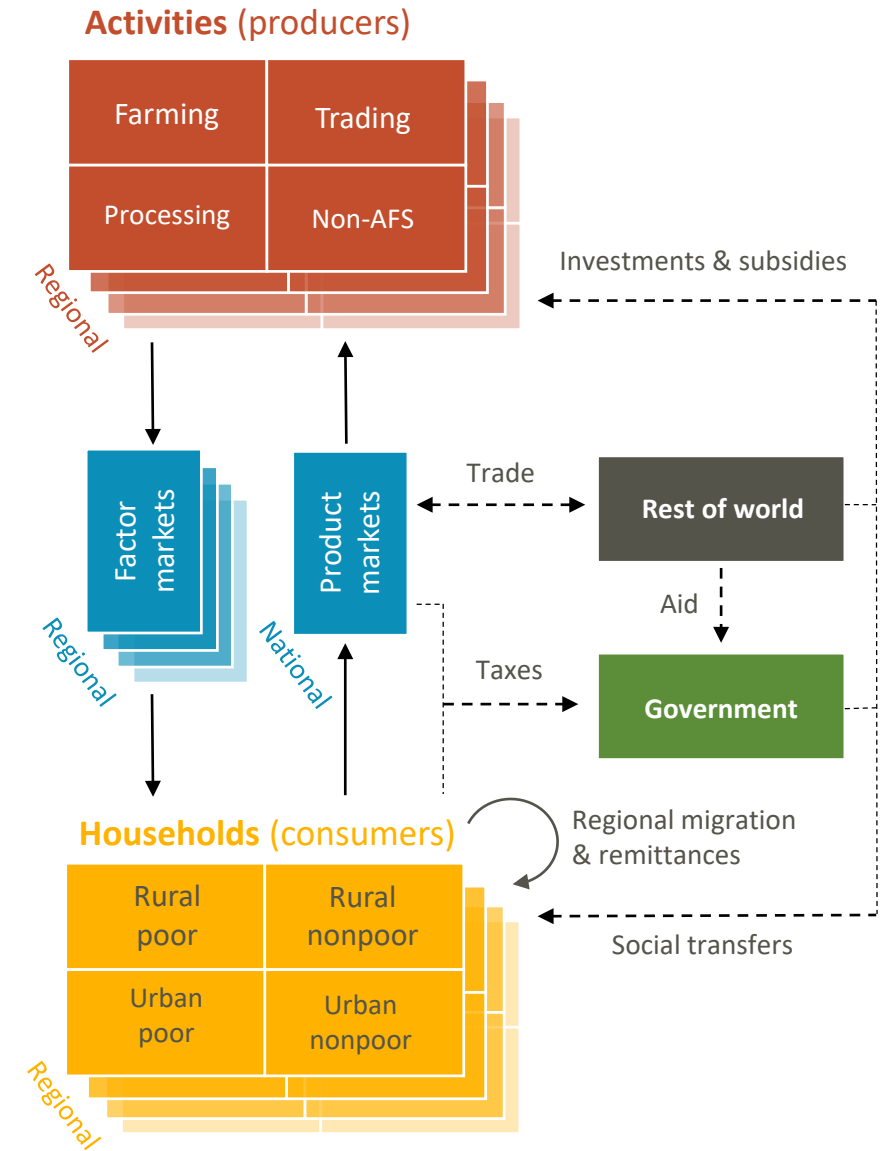 Activities (producers)
Farming
Trading
Processing
Non-AFS
Regional
Investments & subsidies
Factor
markets
Regional
Product
markets
National
Trade
Rest of world
Aid
Taxes
Government
Households (consumers)
Regional migration
& remittances
Rural
poor
Rural
nonpoor
Urban
poor
Urban
nonpoor
Regional
Social transfers